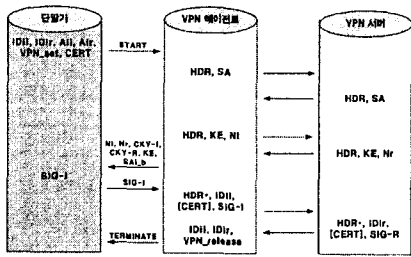 단말기
VPN 에이전트
VPN 서버
IDii, IDir, AIi, AIr,
VPN_set, CERT
START
HDR, SA
HDR, SA
HDR, KE, Ni
HDR, KE, Nr
Ni, Nr, CKY-I,
CKY-R, KE,
SAi_b
SIG-I
SIG-I
HDR*, IDii,
[CERT], SIG-I
HDR*, IDir,
[CERT], SIG-R
IDii, IDir,
VPN_release
TERMINATE